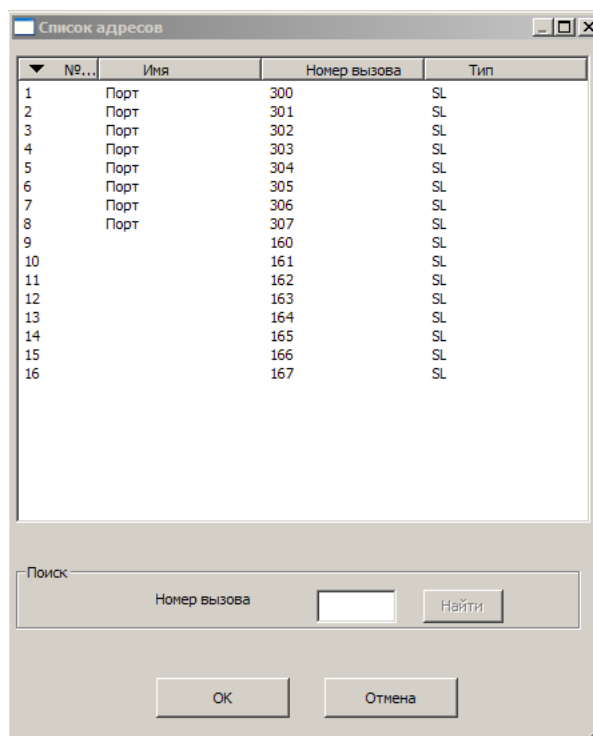 Список адресов
№... Имя Номер вызова Тип
1 Порт 300 SL
2 Порт 301 SL
3 Порт 302 SL
4 Порт 303 SL
5 Порт 304 SL
6 Порт 305 SL
7 Порт 306 SL
8 Порт 307 SL
9 160 SL
10 161 SL
11 162 SL
12 163 SL
13 164 SL
14 165 SL
15 166 SL
16 167 SL
Поиск
Номер вызова Найти
OK Отмена